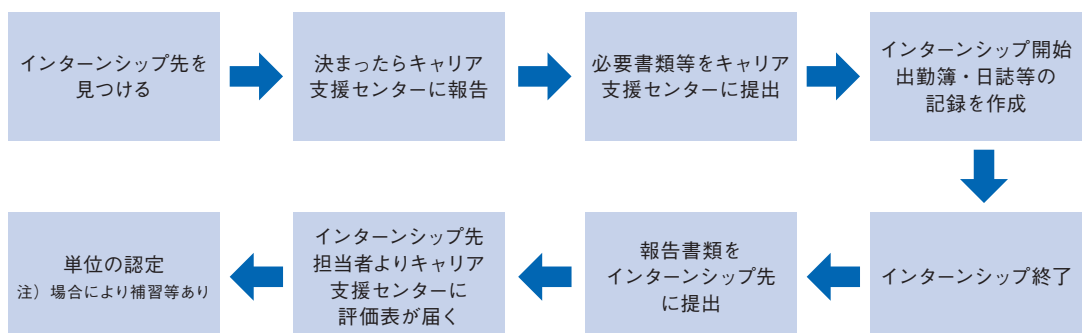 インターンシップ先を
見つける
決まったらキャリア
支援センターに報告
必要書類等をキャリア
支援センターに提出
インターンシップ開始
出勤簿・日誌等の
記録を作成
インターンシップ終了
報告書類を
インターンシップ先
に提出
インターンシップ先
担当者よりキャリア
支援センターに
評価表が届く
単位の認定
注）場合により補習等あり